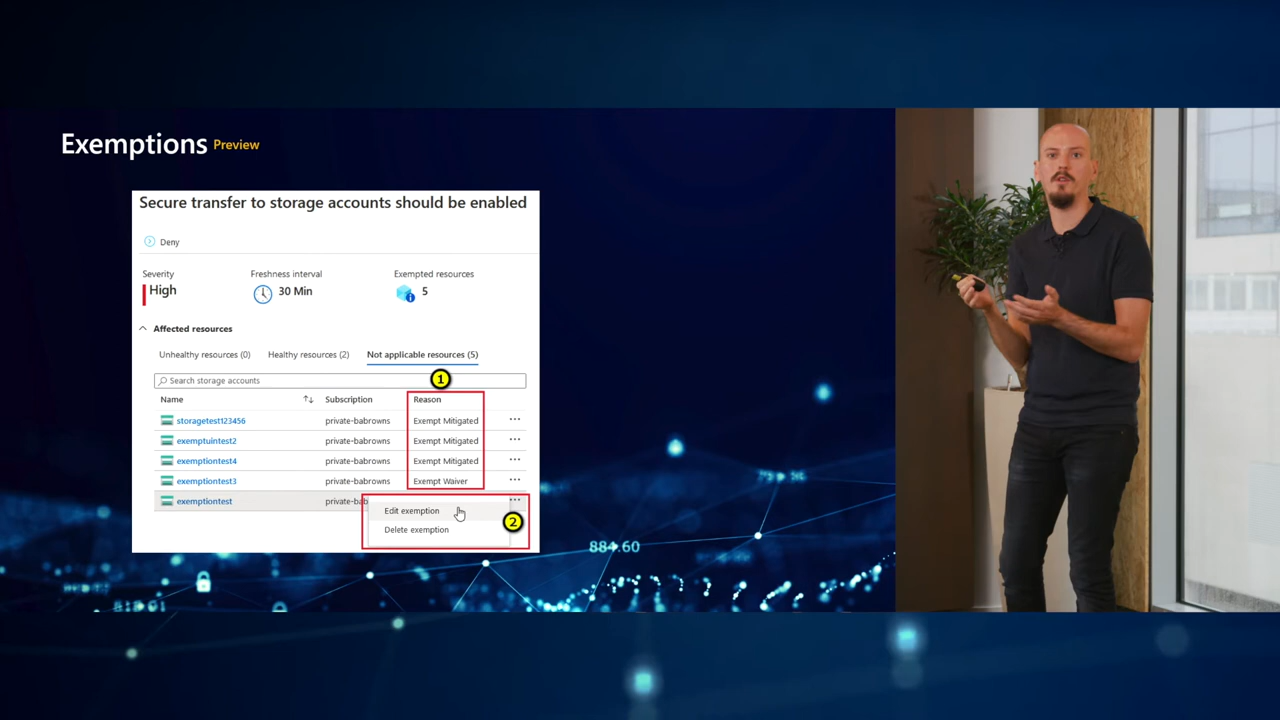 Exemptions Preview
Secure transfer to storage accounts should be enabled
Deny
Severity Freshness interval Exempted resources
High 30 Min 5
Affected resources
Unhealthy resources (0) Healthy resources (2) Not applicable resources (5)
1
Search storage accounts
Name Subscription Reason
storagetest123456 private-babrowns Exempt Mitigated ...
exemptuintest2 private-babrowns Exempt Mitigated ...
exemptiontest4 private-babrowns Exempt Mitigated ...
exemptiontest3 private-babrowns Exempt Waiver ...
exemptiontest ...
Edit exemption
2
Delete exemption
884.60